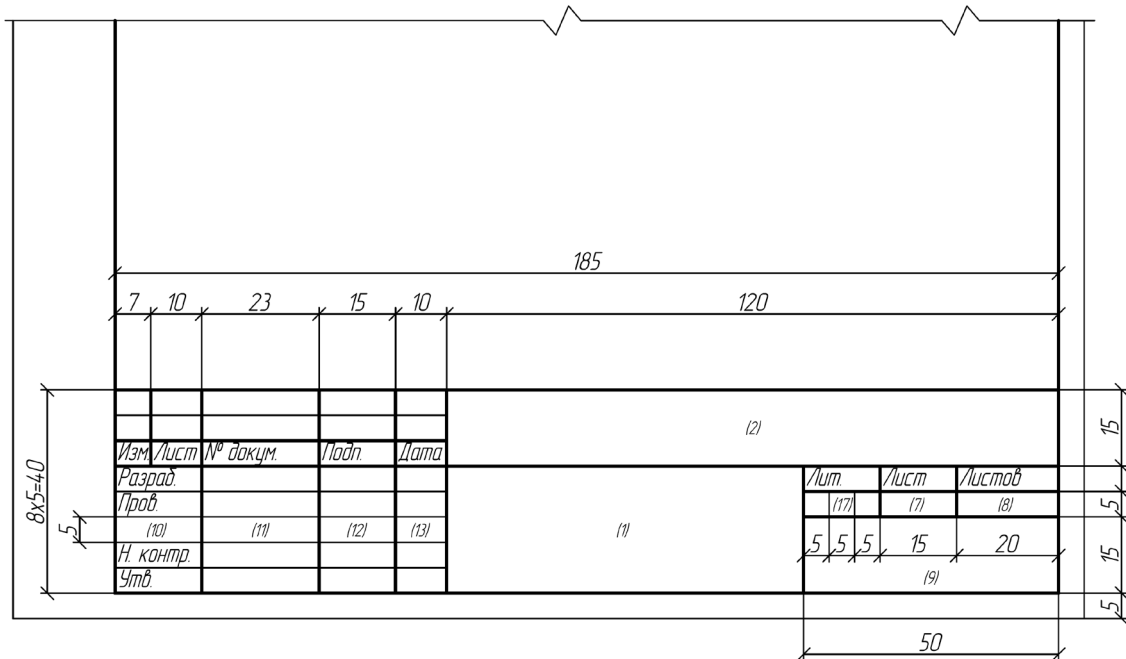 185
7 10 23 15 10 120
(2)
15
Изм. Лист № докум. Подп. Дата
8x5=40
Разраб.
Лит. Лист Листов
Пров.
(17) (7) (8)
5
5
(10) (11) (12) (13)
(1)
5 5 5 15 20
15
Н. контр.
(9)
Утв.
5
50